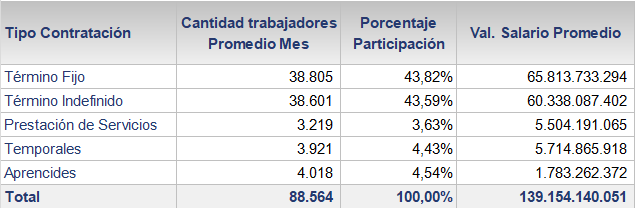 Tipo Contratación Cantidad trabajadores Promedio Mes Porcentaje Participación Val. Salario Promedio
Término Fijo 38.805 43,82% 65.813.733.294
Término Indefinido 38.601 43,59% 60.338.087.402
Prestación de Servicios 3.219 3,63% 5.504.191.065
Temporales 3.921 4,43% 5.714.865.918
Aprencides 4.018 4,54% 1.783.262.372
Total 88.564 100,00% 139.154.140.051